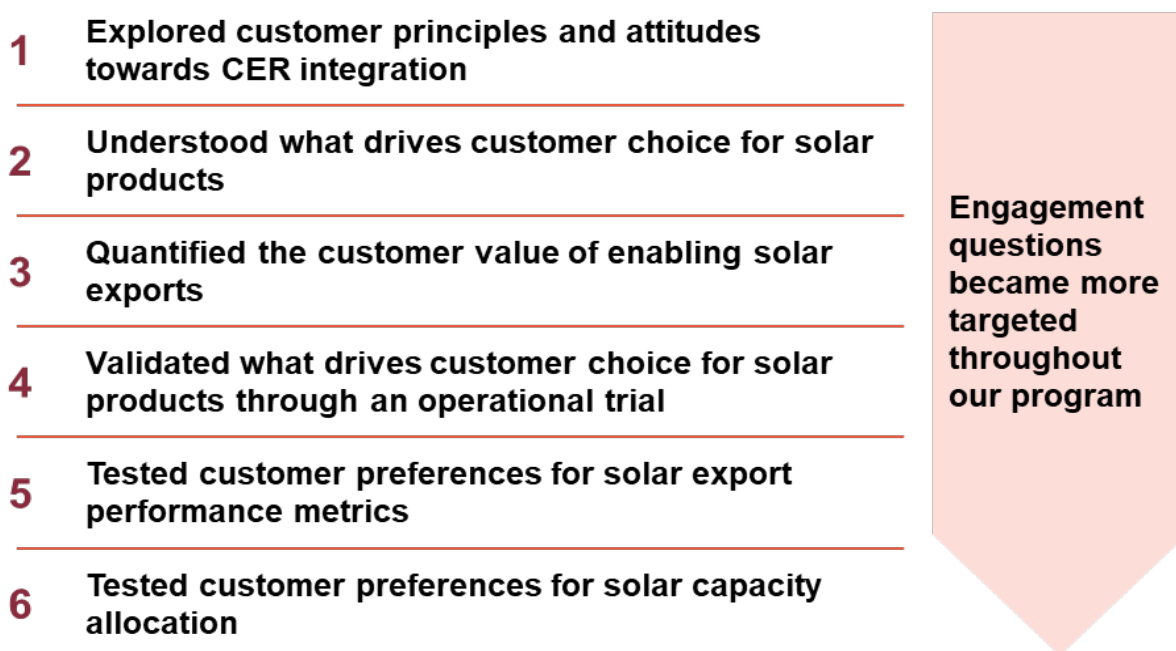 1
Explored customer principles and attitudes
towards CER integration
2
Understood what drives customer choice for solar
products
3
Quantified the customer value of enabling solar
exports
4
Validated what drives customer choice for solar
products through an operational trial
5
Tested customer preferences for solar export
performance metrics
6
Tested customer preferences for solar capacity
allocation
Engagement
questions
became more
targeted
throughout
our program